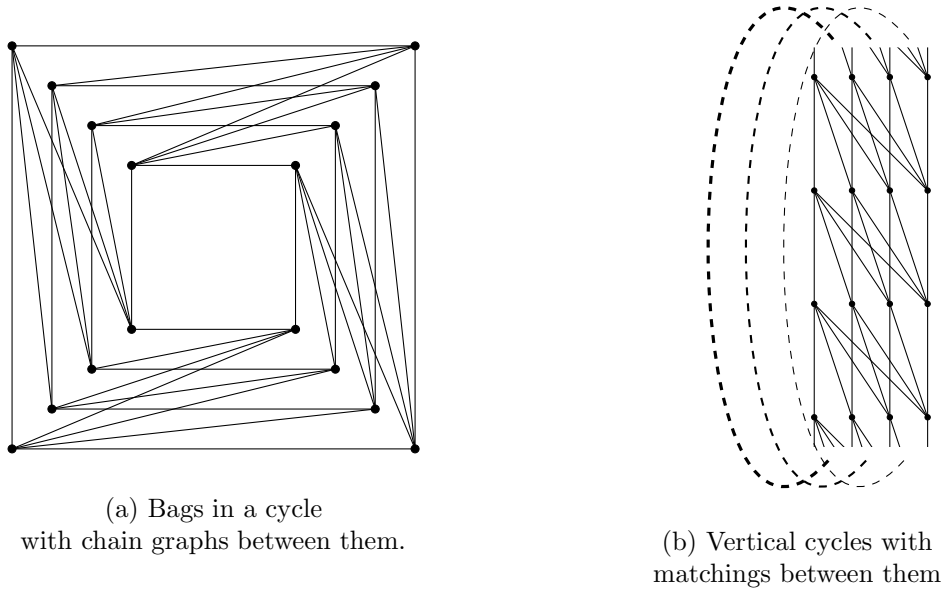 (a) Bags in a cycle
with chain graphs between them.
(b) Vertical cycles with
matchings between them